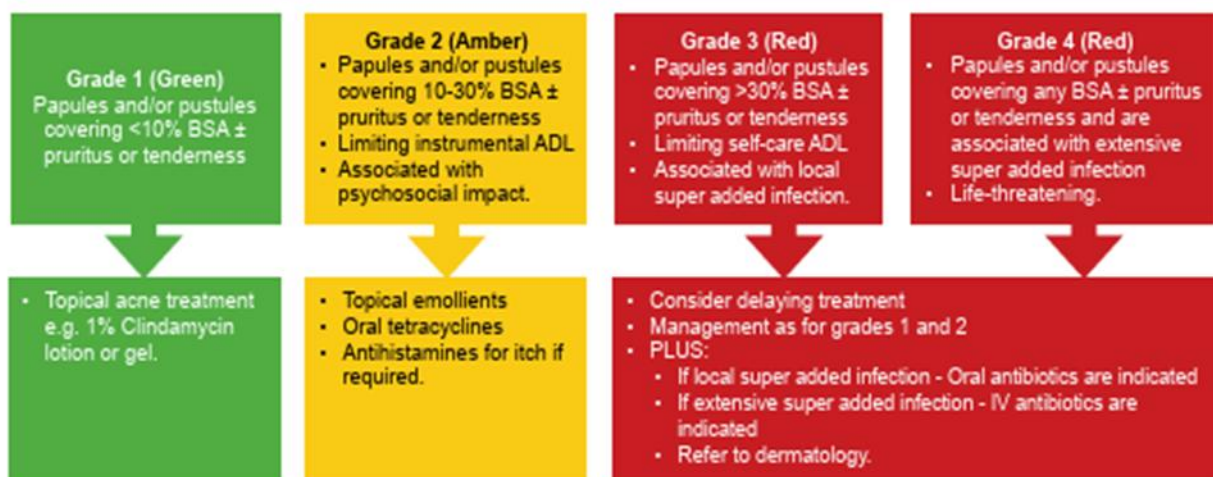 Grade 1 (Green)
Papules and/or pustules
covering <10% BSA ±
pruritus or tenderness
Grade 2 (Amber)
• Papules and/or pustules
covering 10-30% BSA ±
pruritus or tenderness
• Limiting instrumental ADL
• Associated with
psychosocial impact.
Grade 3 (Red)
• Papules and/or pustules
covering >30% BSA ±
pruritus or tenderness
• Limiting self-care ADL
• Associated with local
super added infection.
Grade 4 (Red)
• Papules and/or pustules
covering any BSA ± pruritus
or tenderness and are
associated with extensive
super added infection
• Life-threatening.
• Topical acne treatment
e.g. 1% Clindamycin
lotion or gel.
• Topical emollients
• Oral tetracyclines
• Antihistamines for itch if
required.
• Consider delaying treatment
• Management as for grades 1 and 2
• PLUS:
• If local super added infection - Oral antibiotics are indicated
• If extensive super added infection - IV antibiotics are
indicated
• Refer to dermatology.